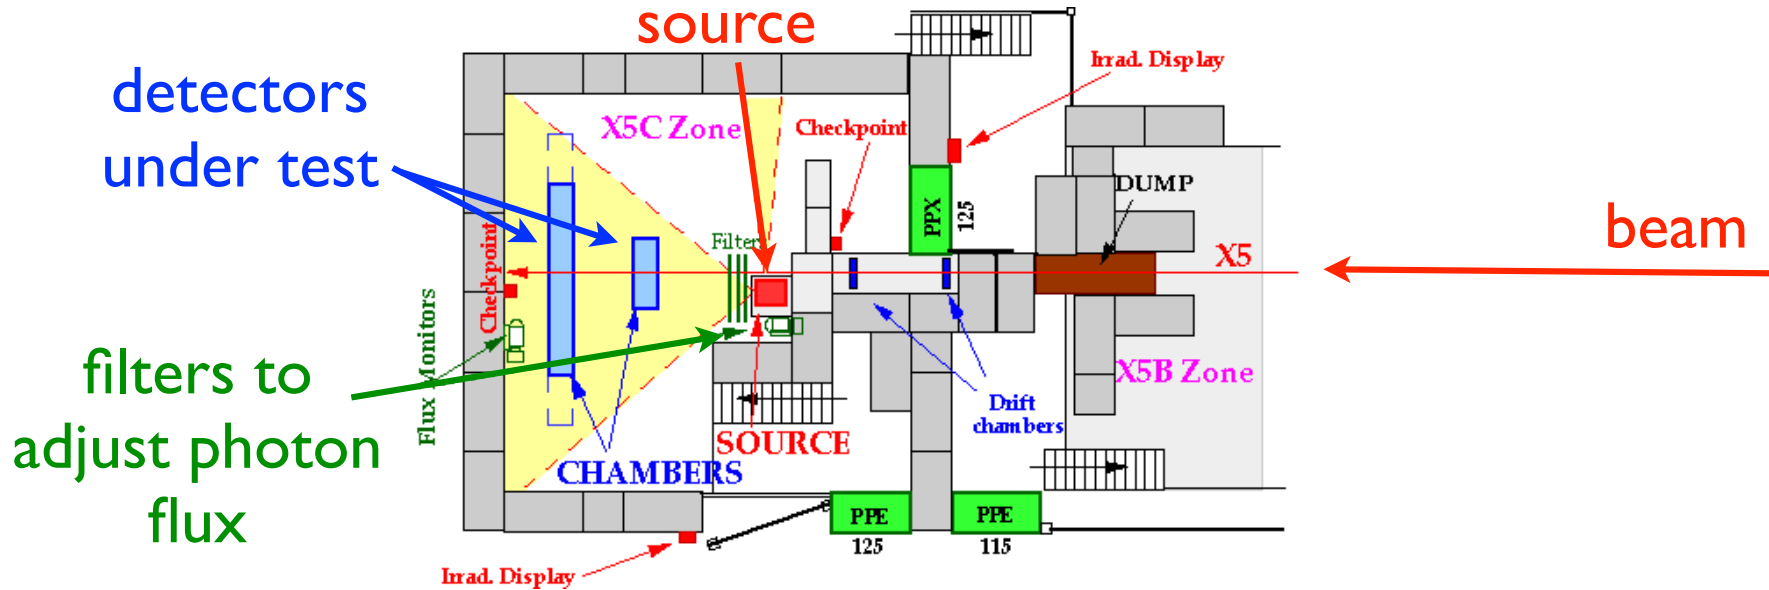 source
Irrad. Display
detectors
under test
X5C Zone
Checkpoint
DUMP
PPX
125
beam
Filters
X5
Checkpoint
Flux Monitors
filters to
adjust photon
flux
X5B Zone
Drift
chambers
SOURCE
CHAMBERS
PPE
PPE
125
115
Irrad. Display